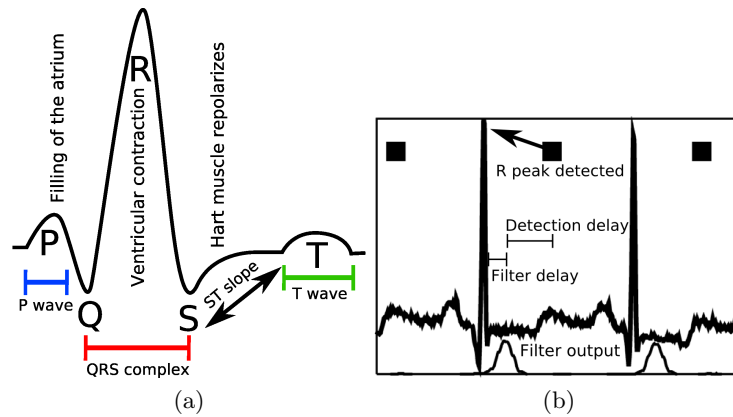 Filling of the atrium
P
P wave
Q
R
Ventricular contraction
S
QRS complex
Hart muscle repolarizes
ST slope
T
T wave
(a)
R peak detected
Detection delay
Filter delay
Filter output
(b)